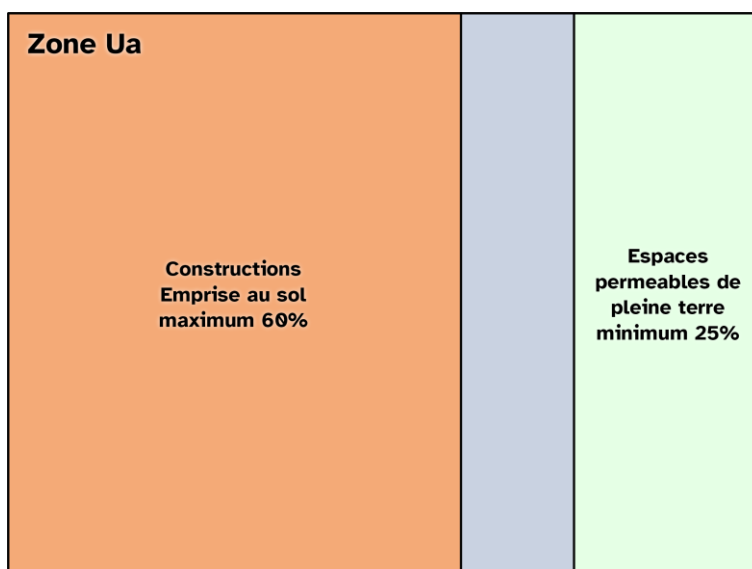 Zone Ua
Constructions
Emprise au sol
maximum 60%
Espaces
permeables de
pleine terre
minimum 25%